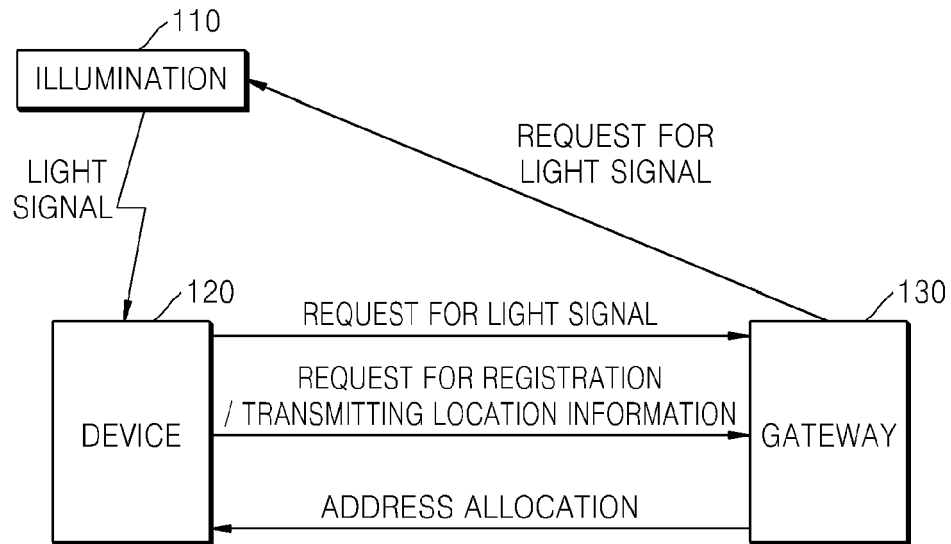 110
ILLUMINATION
REQUEST FOR
LIGHT SIGNAL
LIGHT
SIGNAL
120
130
REQUEST FOR LIGHT SIGNAL
REQUEST FOR REGISTRATION
/ TRANSMITTING LOCATION INFORMATION
DEVICE
GATEWAY
ADDRESS ALLOCATION